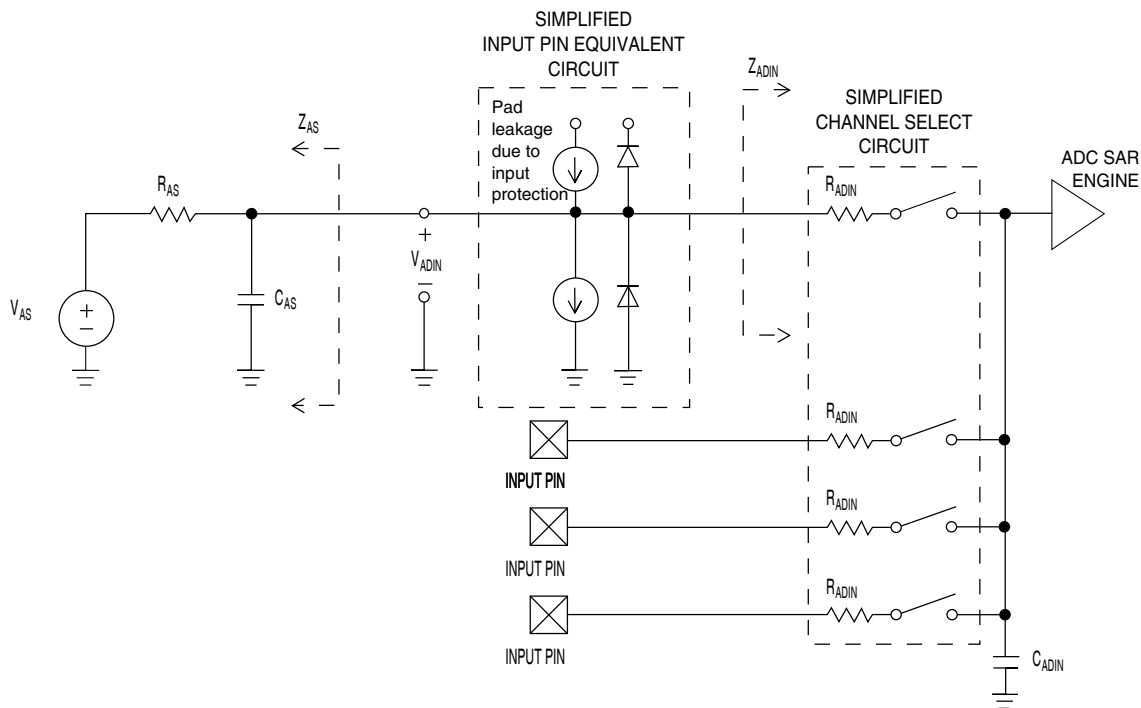 SIMPLIFIED
INPUT PIN EQUIVALENT
CIRCUIT
Pad
leakage
due to
input
protection
Z_ADIN
SIMPLIFIED
CHANNEL SELECT
CIRCUIT
ADC SAR
ENGINE
Z_AS
R_AS
R_ADIN
+
V_ADIN
–
C_AS
V_AS
+
–
R_ADIN
INPUT PIN
R_ADIN
INPUT PIN
R_ADIN
INPUT PIN
C_ADIN